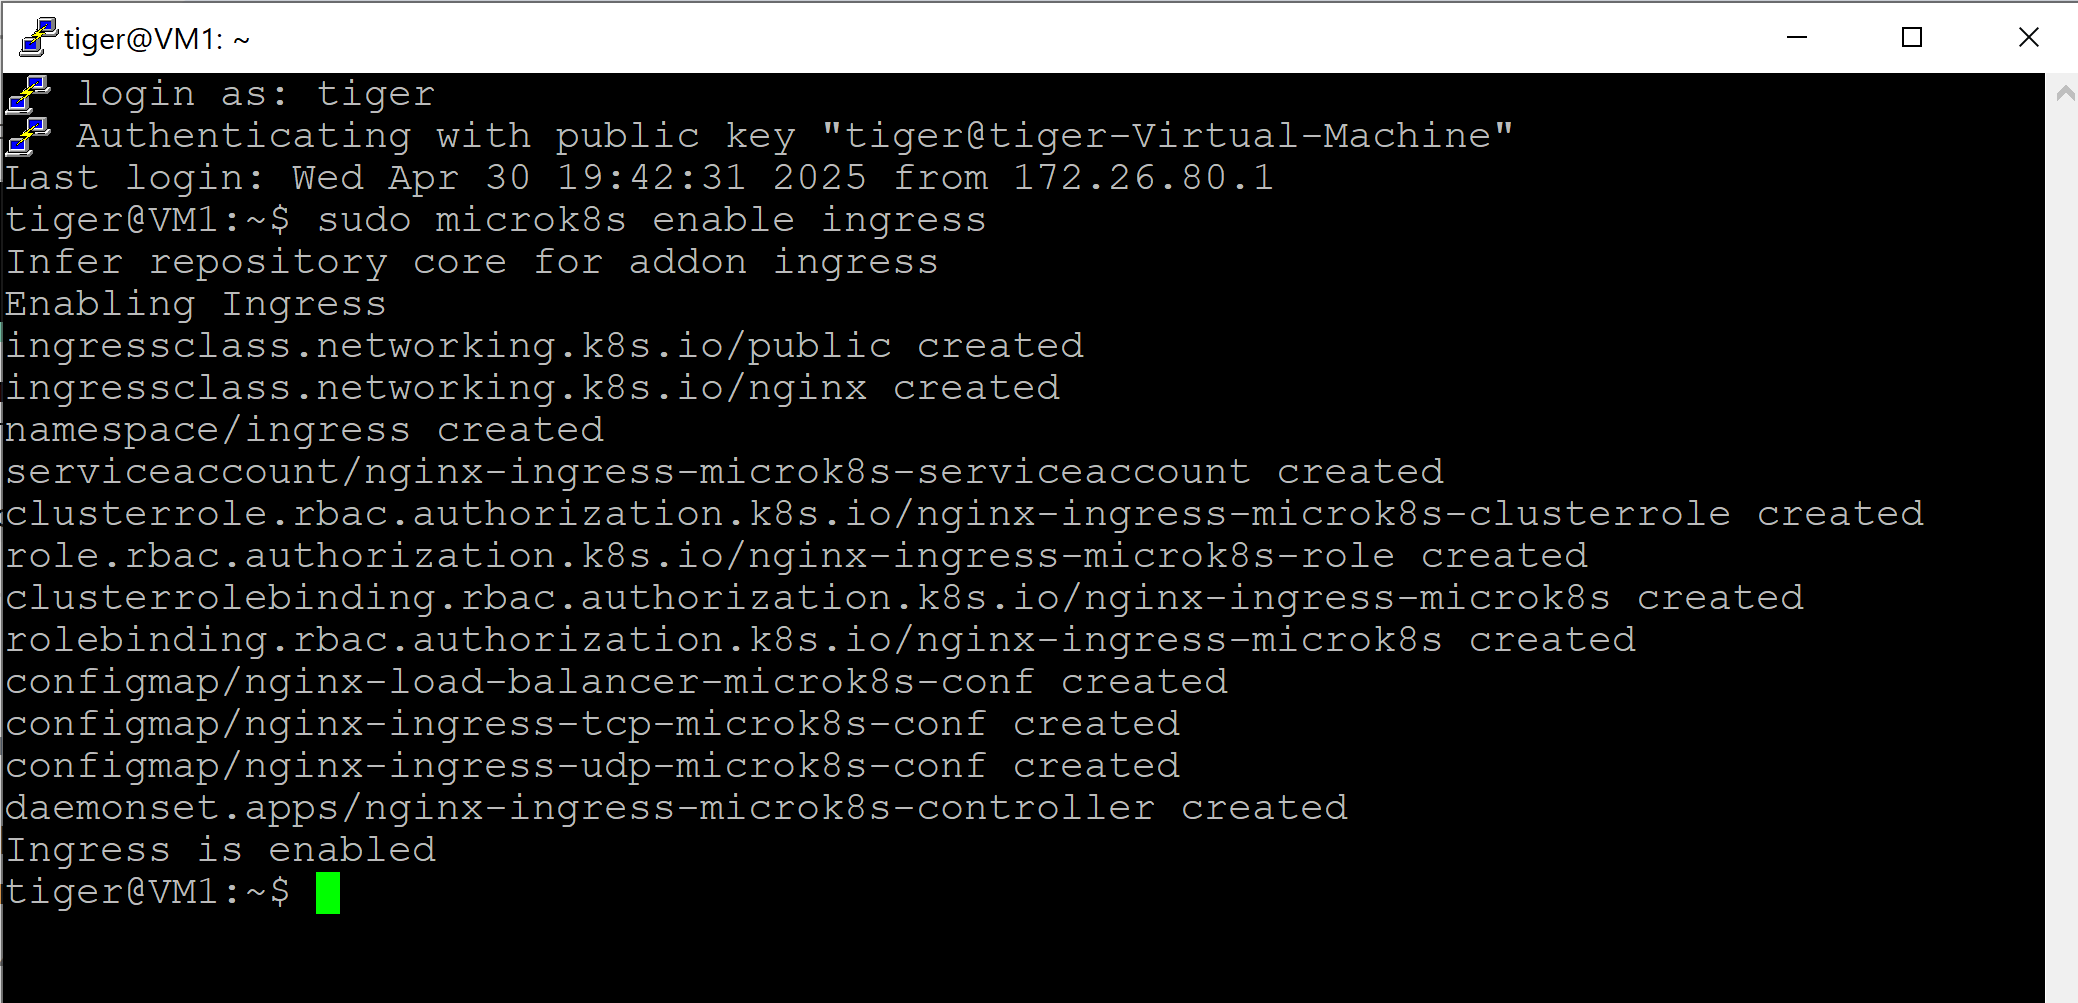 tiger@VM1: ~
login as: tiger
Authenticating with public key "tiger@tiger-Virtual-Machine"
Last login: Wed Apr 30 19:42:31 2025 from 172.26.80.1
tiger@VM1:~$ sudo microk8s enable ingress
Infer repository core for addon ingress
Enabling Ingress
ingressclass.networking.k8s.io/public created
ingressclass.networking.k8s.io/nginx created
namespace/ingress created
serviceaccount/nginx-ingress-microk8s-serviceaccount created
clusterrole.rbac.authorization.k8s.io/nginx-ingress-microk8s-clusterrole created
role.rbac.authorization.k8s.io/nginx-ingress-microk8s-role created
clusterrolebinding.rbac.authorization.k8s.io/nginx-ingress-microk8s created
rolebinding.rbac.authorization.k8s.io/nginx-ingress-microk8s created
configmap/nginx-load-balancer-microk8s-conf created
configmap/nginx-ingress-tcp-microk8s-conf created
configmap/nginx-ingress-udp-microk8s-conf created
daemonset.apps/nginx-ingress-microk8s-controller created
Ingress is enabled
tiger@VM1:~$